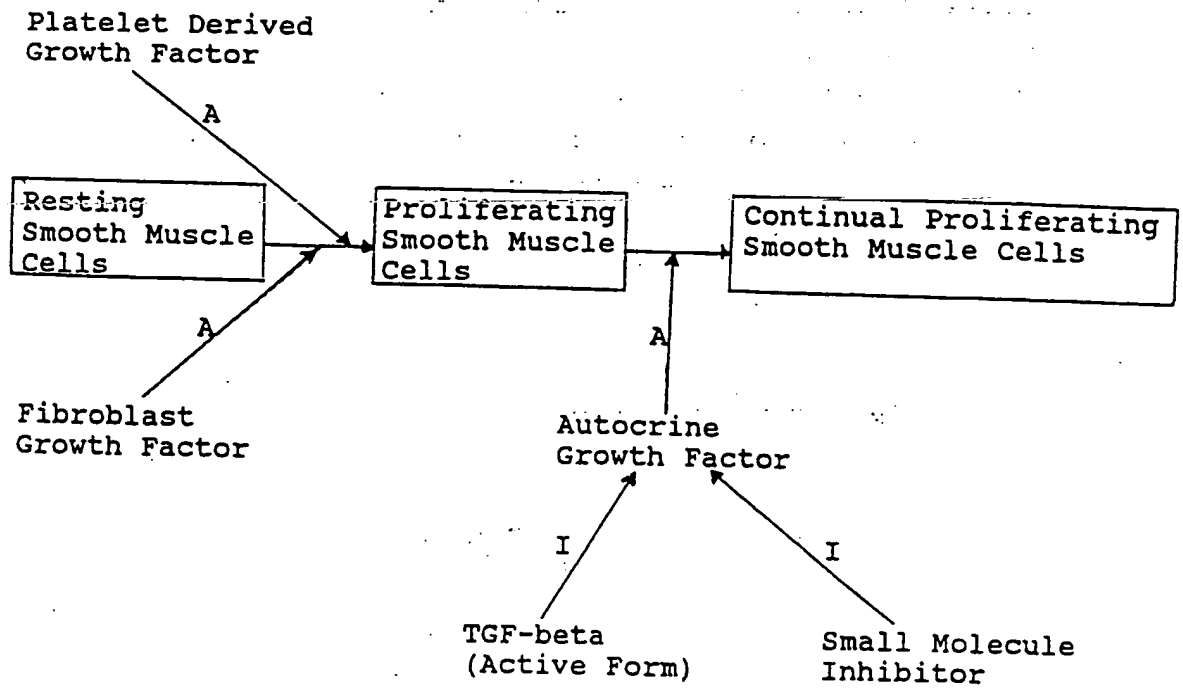 Platelet Derived
Growth Factor
A
Resting
Smooth Muscle
Cells
Proliferating
Smooth Muscle
Cells
Continual Proliferating
Smooth Muscle Cells
A
Fibroblast
Growth Factor
A
Autocrine
Growth Factor
I
I
TGF-beta
(Active Form)
Small Molecule
Inhibitor